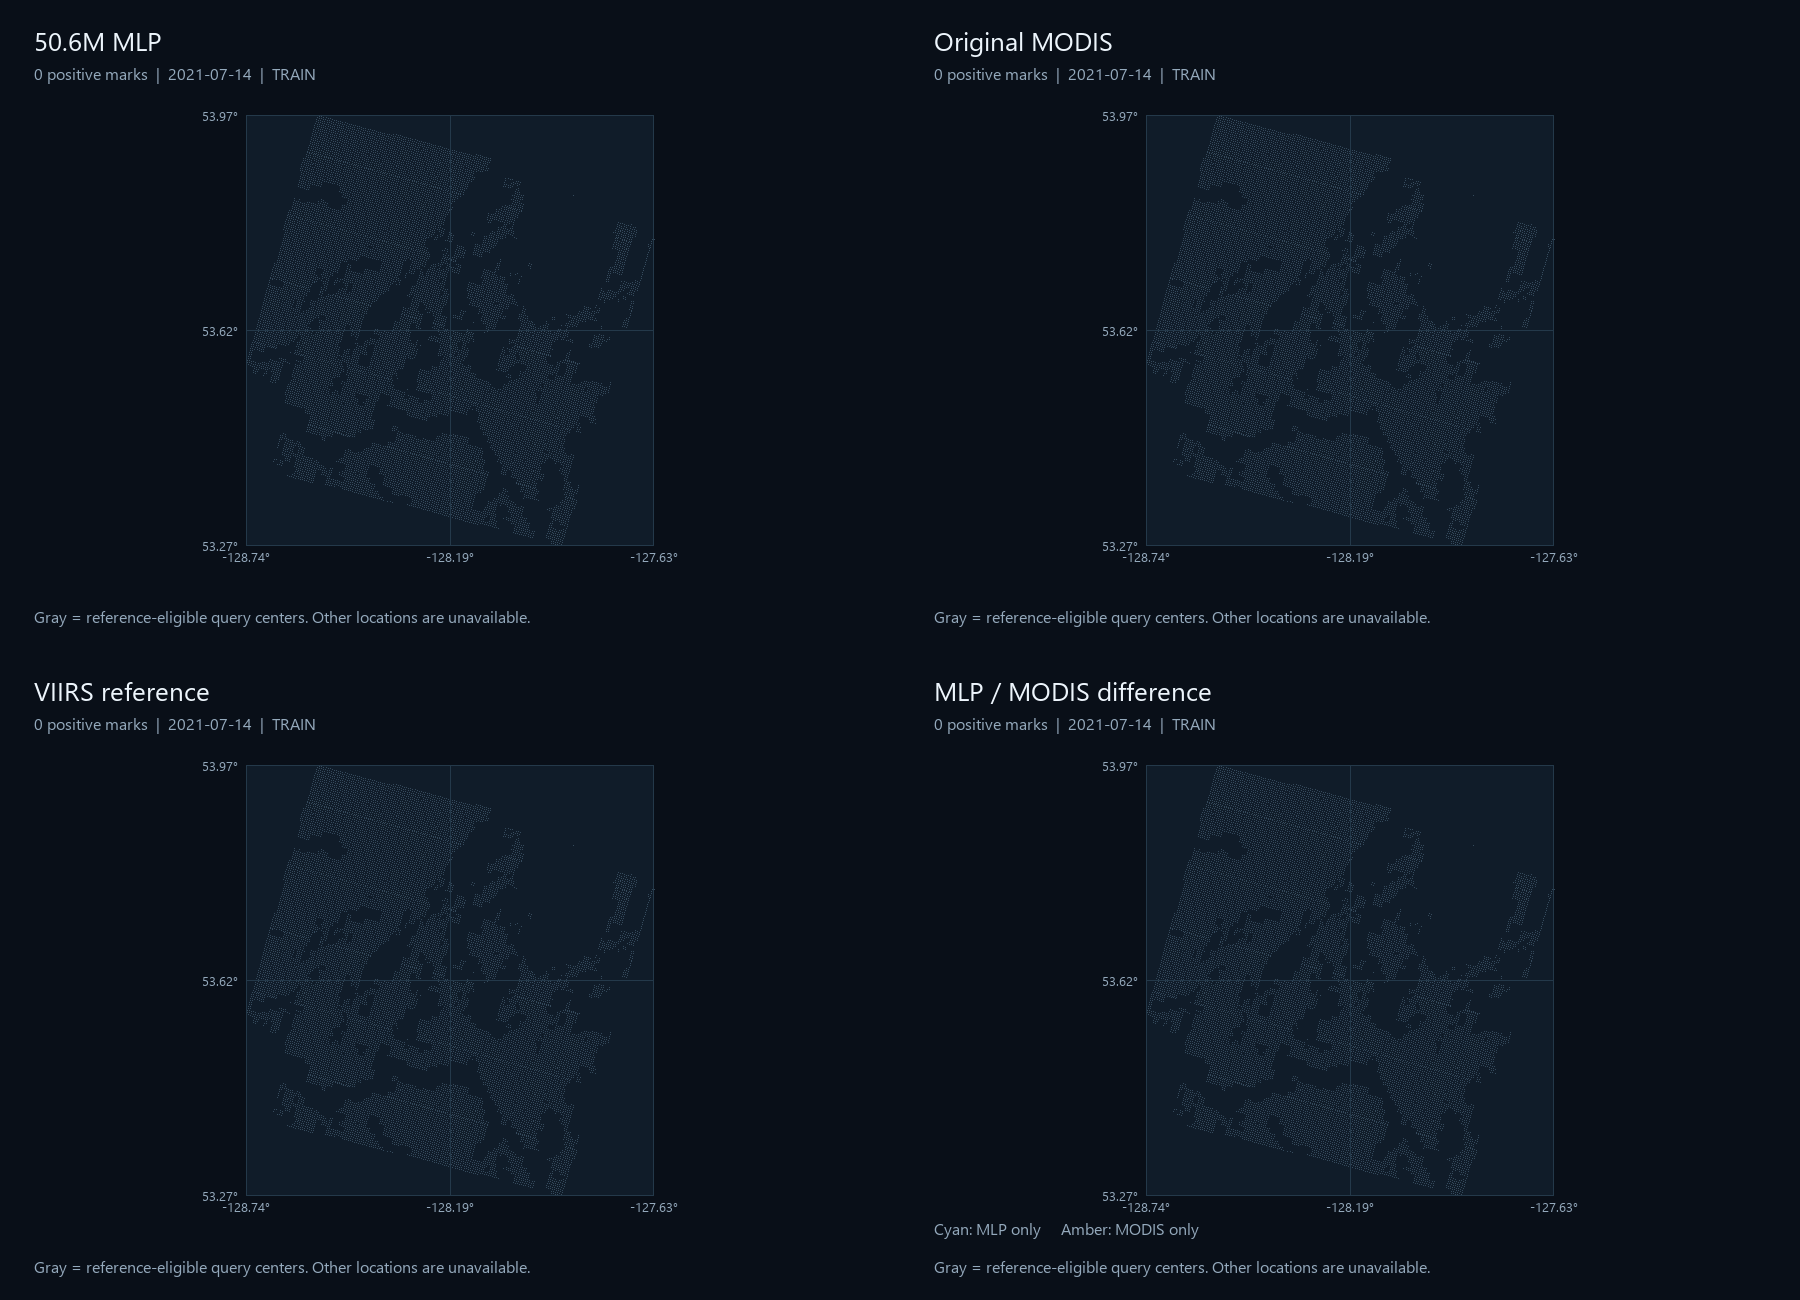 50.6M MLP
0 positive marks | 2021-07-14 | TRAIN
53.97°
53.62°
53.27°
-128.74° -128.19° -127.63°
Gray = reference-eligible query centers. Other locations are unavailable.
Original MODIS
0 positive marks | 2021-07-14 | TRAIN
53.97°
53.62°
53.27°
-128.74° -128.19° -127.63°
Gray = reference-eligible query centers. Other locations are unavailable.
VIIRS reference
0 positive marks | 2021-07-14 | TRAIN
53.97°
53.62°
53.27°
-128.74° -128.19° -127.63°
Gray = reference-eligible query centers. Other locations are unavailable.
MLP / MODIS difference
0 positive marks | 2021-07-14 | TRAIN
53.97°
53.62°
53.27°
-128.74° -128.19° -127.63°
Cyan: MLP only Amber: MODIS only
Gray = reference-eligible query centers. Other locations are unavailable.